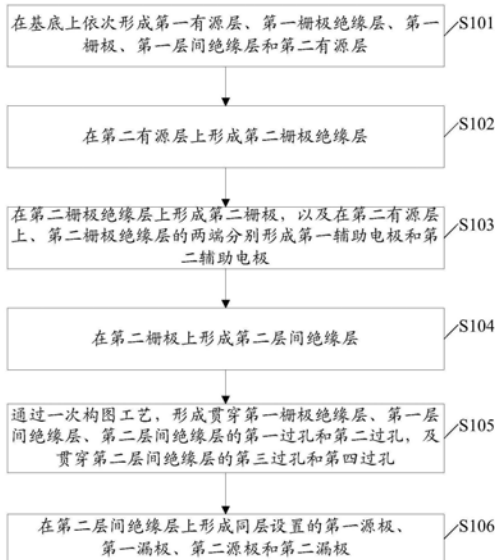 在基底上依次形成第一有源层、第一栅极绝缘层、第一
栅极、第一层间绝缘层和第二有源层
S101
在第二有源层上形成第二栅极绝缘层
S102
在第二栅极绝缘层上形成第二栅极，以及在第二有源层
上、第二栅极绝缘层的两端分别形成第一辅助电极和第
二辅助电极
S103
在第二栅极上形成第二层间绝缘层
S104
通过一次构图工艺，形成贯穿第一栅极绝缘层、第一层
间绝缘层、第二层间绝缘层的第一过孔和第二过孔，及
贯穿第二层间绝缘层的第三过孔和第四过孔
S105
在第二层间绝缘层上形成同层设置的第一源极、
第一漏极、第二源极和第二漏极
S106